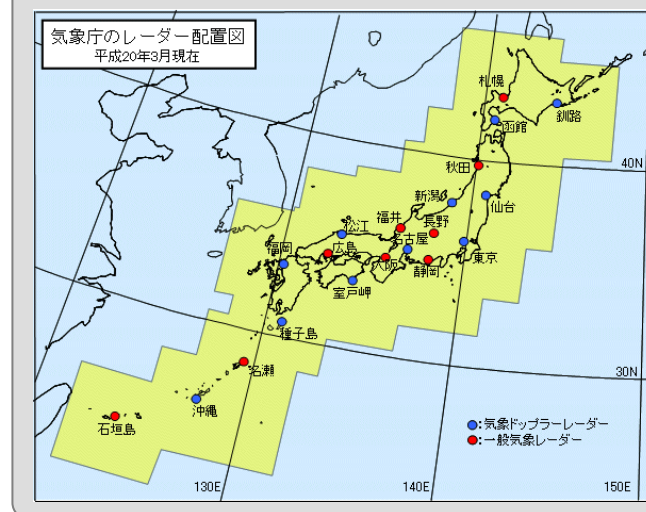 気象庁のレーダー配置図
平成20年3月現在
札幌
釧路
函館
40N
秋田
新潟
仙台
福井
長野
松江
名古屋
福岡
広島
大阪
静岡
東京
室戸岬
種子島
名瀬
30N
沖縄
石垣島
●:気象ドップラーレーダー
●:一般気象レーダー
130E
140E
150E